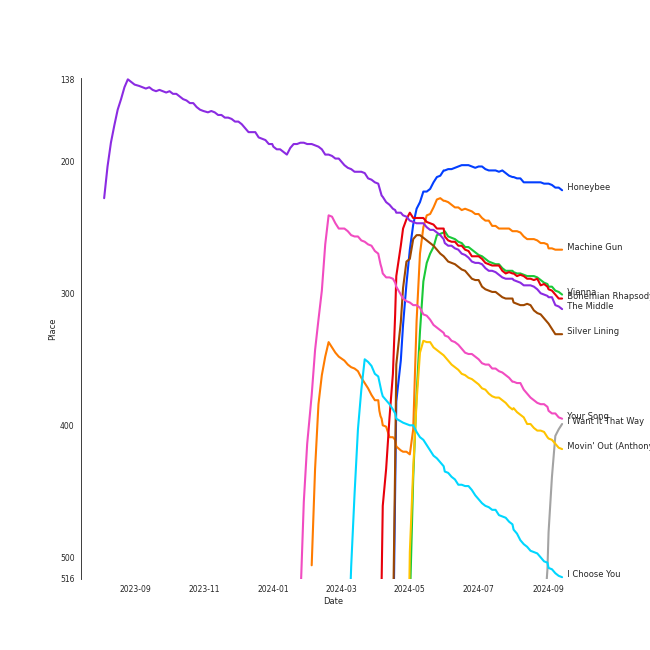 138
200
300
400
500
516
Place
2023-09
2023-11
2024-01
2024-03
2024-05
2024-07
2024-09
Date
Honeybee
Machine Gun
Vienna
Bohemian Rhapsod
The Middle
Silver Lining
Your Song
I Want It That Way
Movin' Out (Anthony
I Choose You